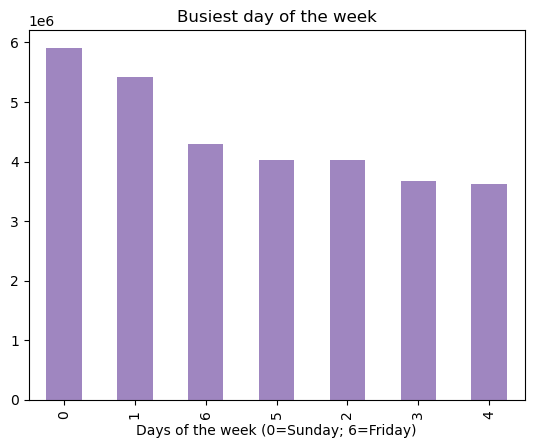 Busiest day of the week
1e6
6
5
4
3
2
1
0
0 1 6 5 2 3 4
Days of the week (0=Sunday; 6=Friday)